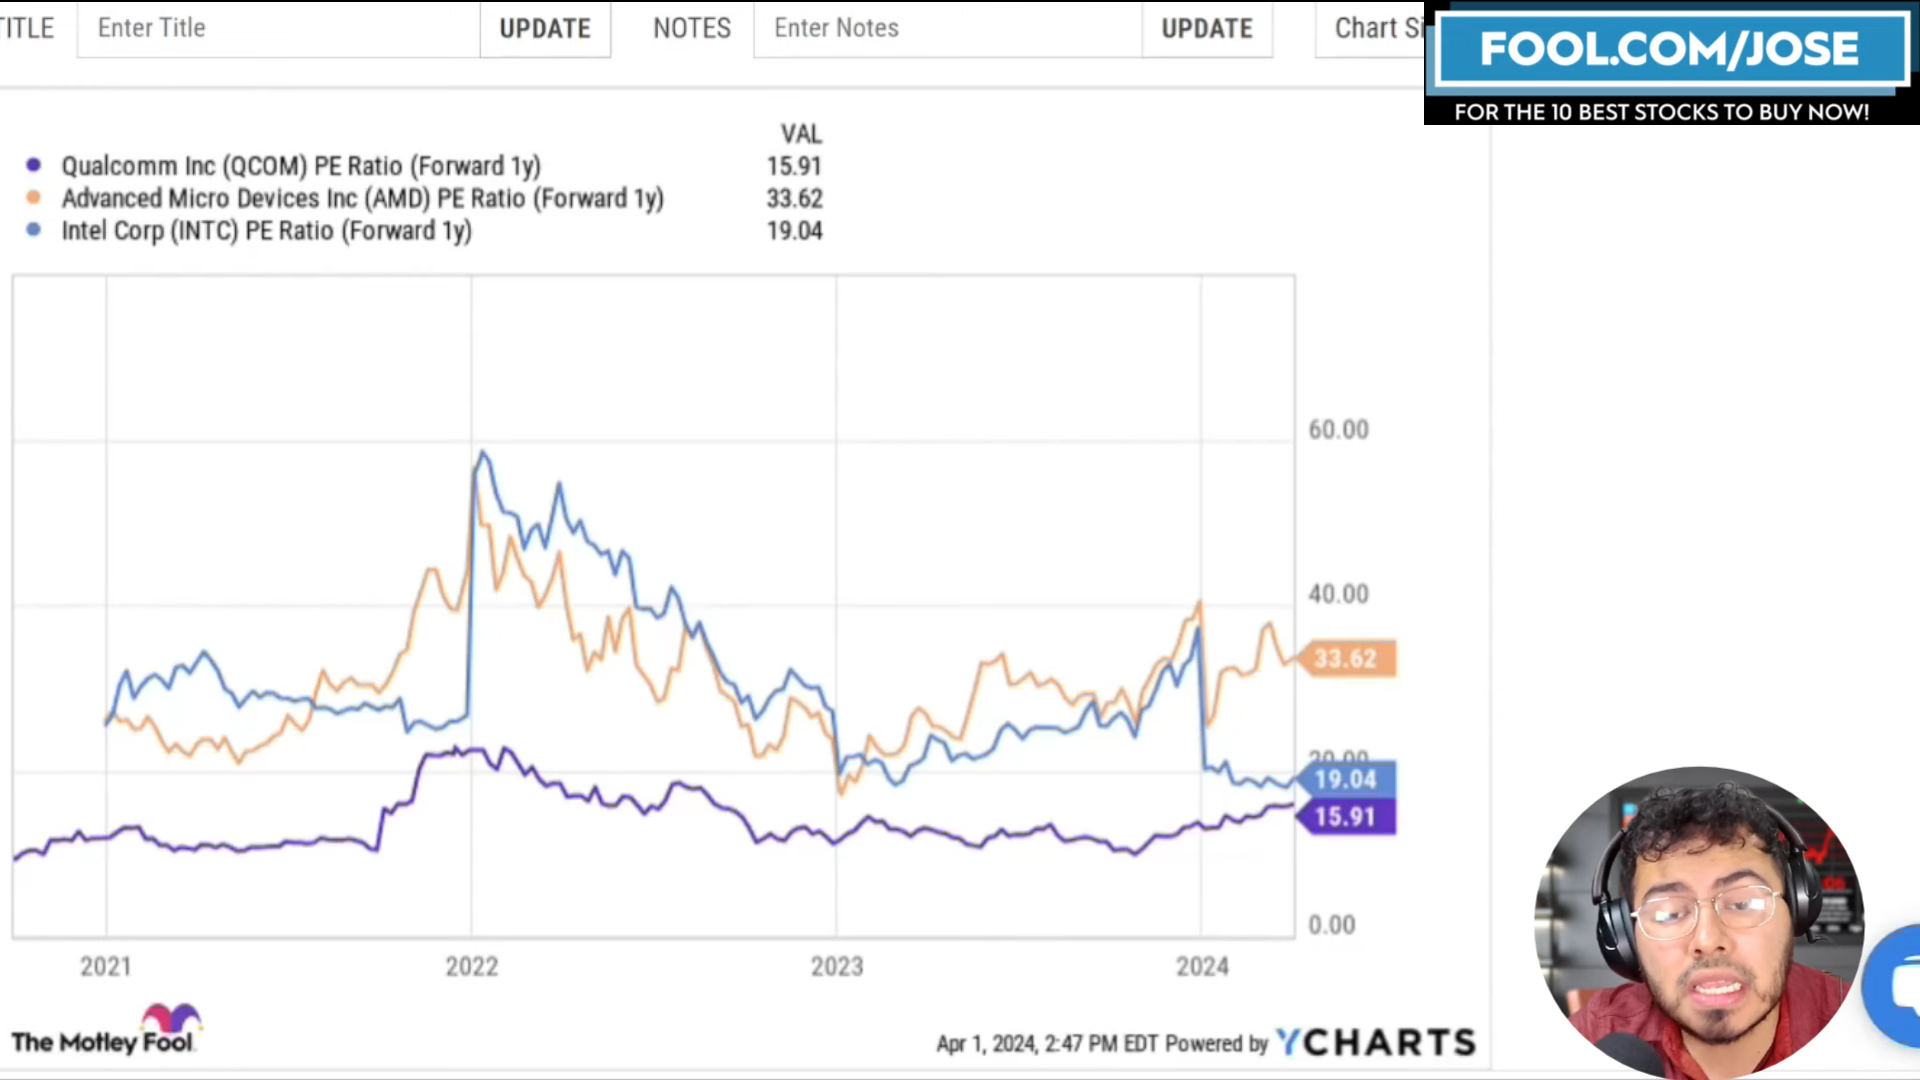 TITLE Enter Title UPDATE NOTES Enter Notes UPDATE Chart Si
FOOL.COM/JOSE
FOR THE 10 BEST STOCKS TO BUY NOW!
VAL
Qualcomm Inc (QCOM) PE Ratio (Forward 1y) 15.91
Advanced Micro Devices Inc (AMD) PE Ratio (Forward 1y) 33.62
Intel Corp (INTC) PE Ratio (Forward 1y) 19.04
60.00
40.00
33.62
20.00
19.04
15.91
0.00
2021 2022 2023 2024
The Motley Fool
Apr 1, 2024, 2:47 PM EDT Powered by YCHARTS